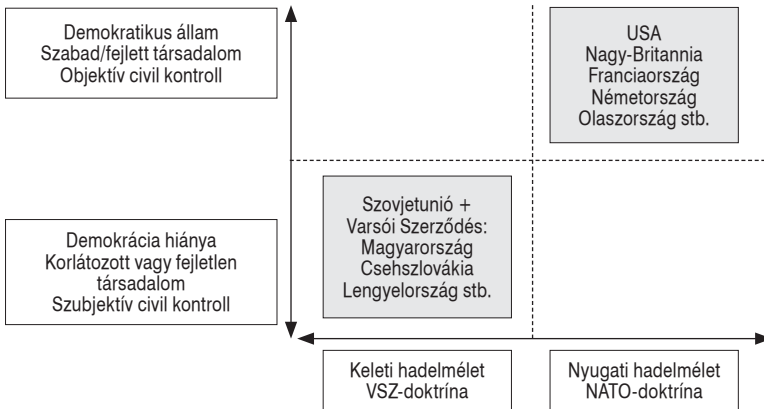 Demokratikus állam
Szabad/fejlett társadalom
Objektív civil kontroll
USA
Nagy-Britannia
Franciaország
Németország
Olaszország stb.
Szovjetunió +
Varsói Szerződés:
Magyarország
Csehszlovákia
Lengyelország stb.
Demokrácia hiánya
Korlátozott vagy fejletlen
társadalom
Szubjektív civil kontroll
Keleti hadelmélet
VSZ-doktrína
Nyugati hadelmélet
NATO-doktrína